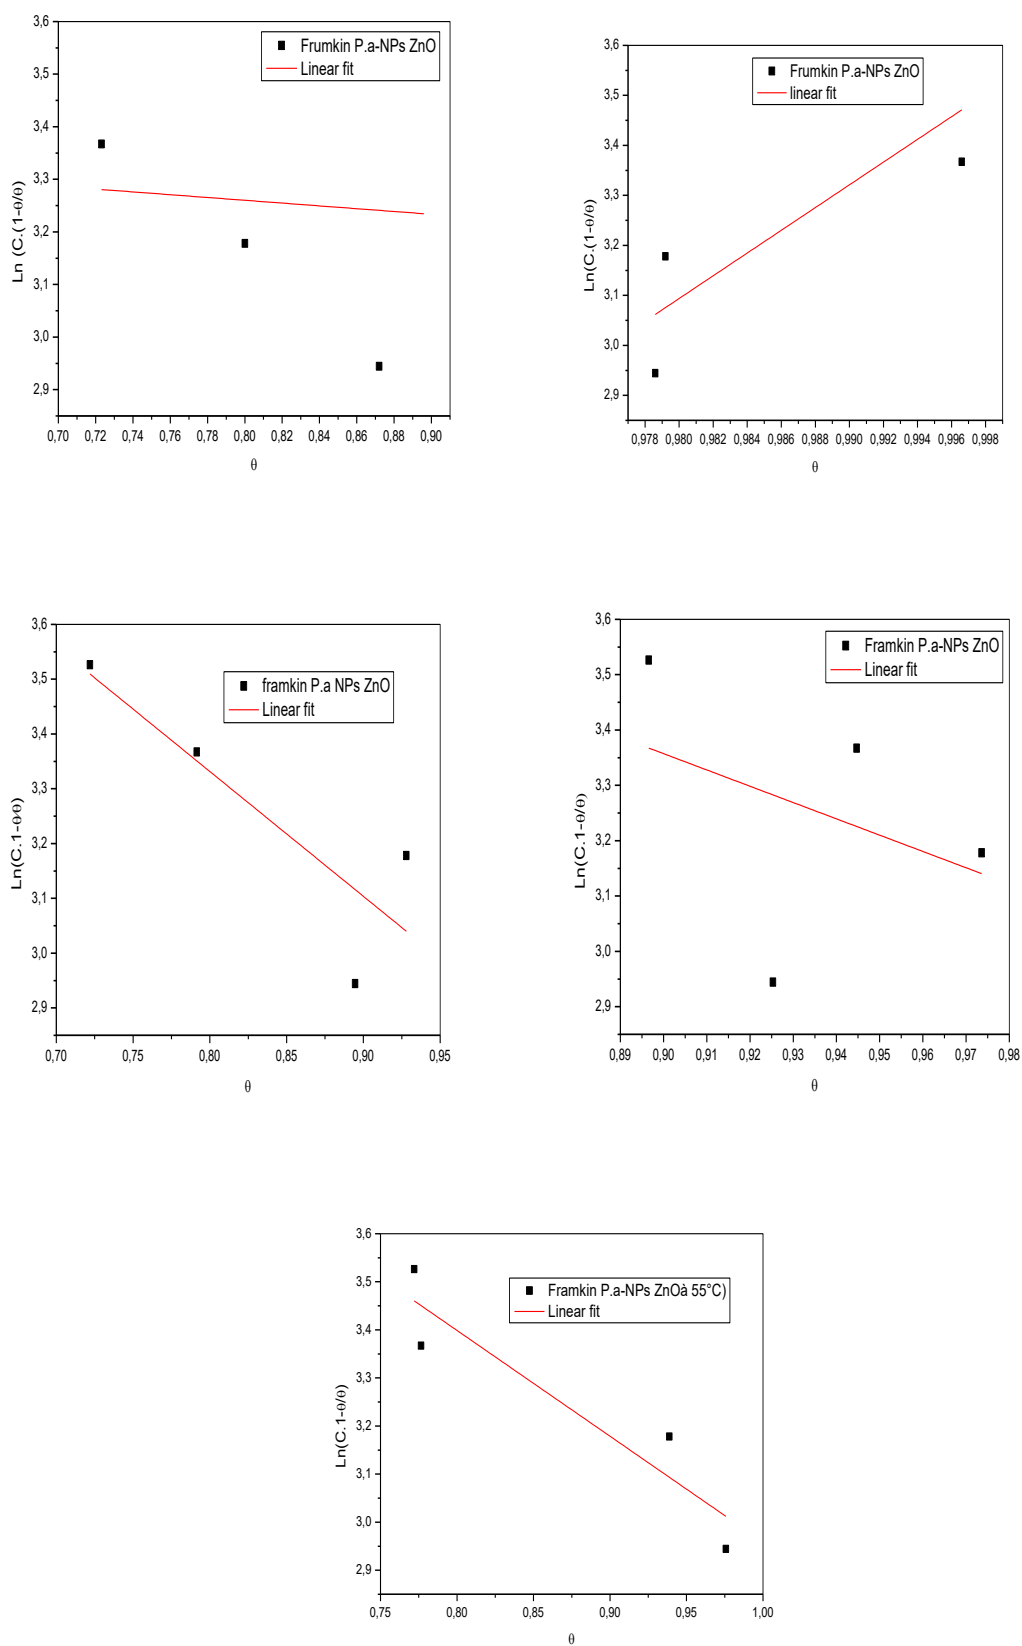 3,6
3,5
3,4
3,3
3,2
3,1
3,0
2,9
Ln (C.(1-θ/θ)
Frumkin P.a-NPs ZnO
Linear fit
0,70 0,72 0,74 0,76 0,78 0,80 0,82 0,84 0,86 0,88 0,90
θ
3,6
3,5
3,4
3,3
3,2
3,1
3,0
2,9
Ln(C.(1-θ/θ)
Frumkin P.a-NPs ZnO
linear fit
0,978 0,980 0,982 0,984 0,986 0,988 0,990 0,992 0,994 0,996 0,998
θ
3,6
3,5
3,4
3,3
3,2
3,1
3,0
2,9
Ln(C.1-θ/θ)
framkin P.a NPs ZnO
Linear fit
0,70 0,75 0,80 0,85 0,90 0,95
θ
3,6
3,5
3,4
3,3
3,2
3,1
3,0
2,9
Ln(C.1-θ/θ)
Framkin P.a-NPs ZnO
Linear fit
0,89 0,90 0,91 0,92 0,93 0,94 0,95 0,96 0,97 0,98
θ
3,6
3,5
3,4
3,3
3,2
3,1
3,0
2,9
Ln(C.1-θ/θ)
Framkin P.a-NPs ZnOà 55°C)
Linear fit
0,75 0,80 0,85 0,90 0,95 1,00
θ